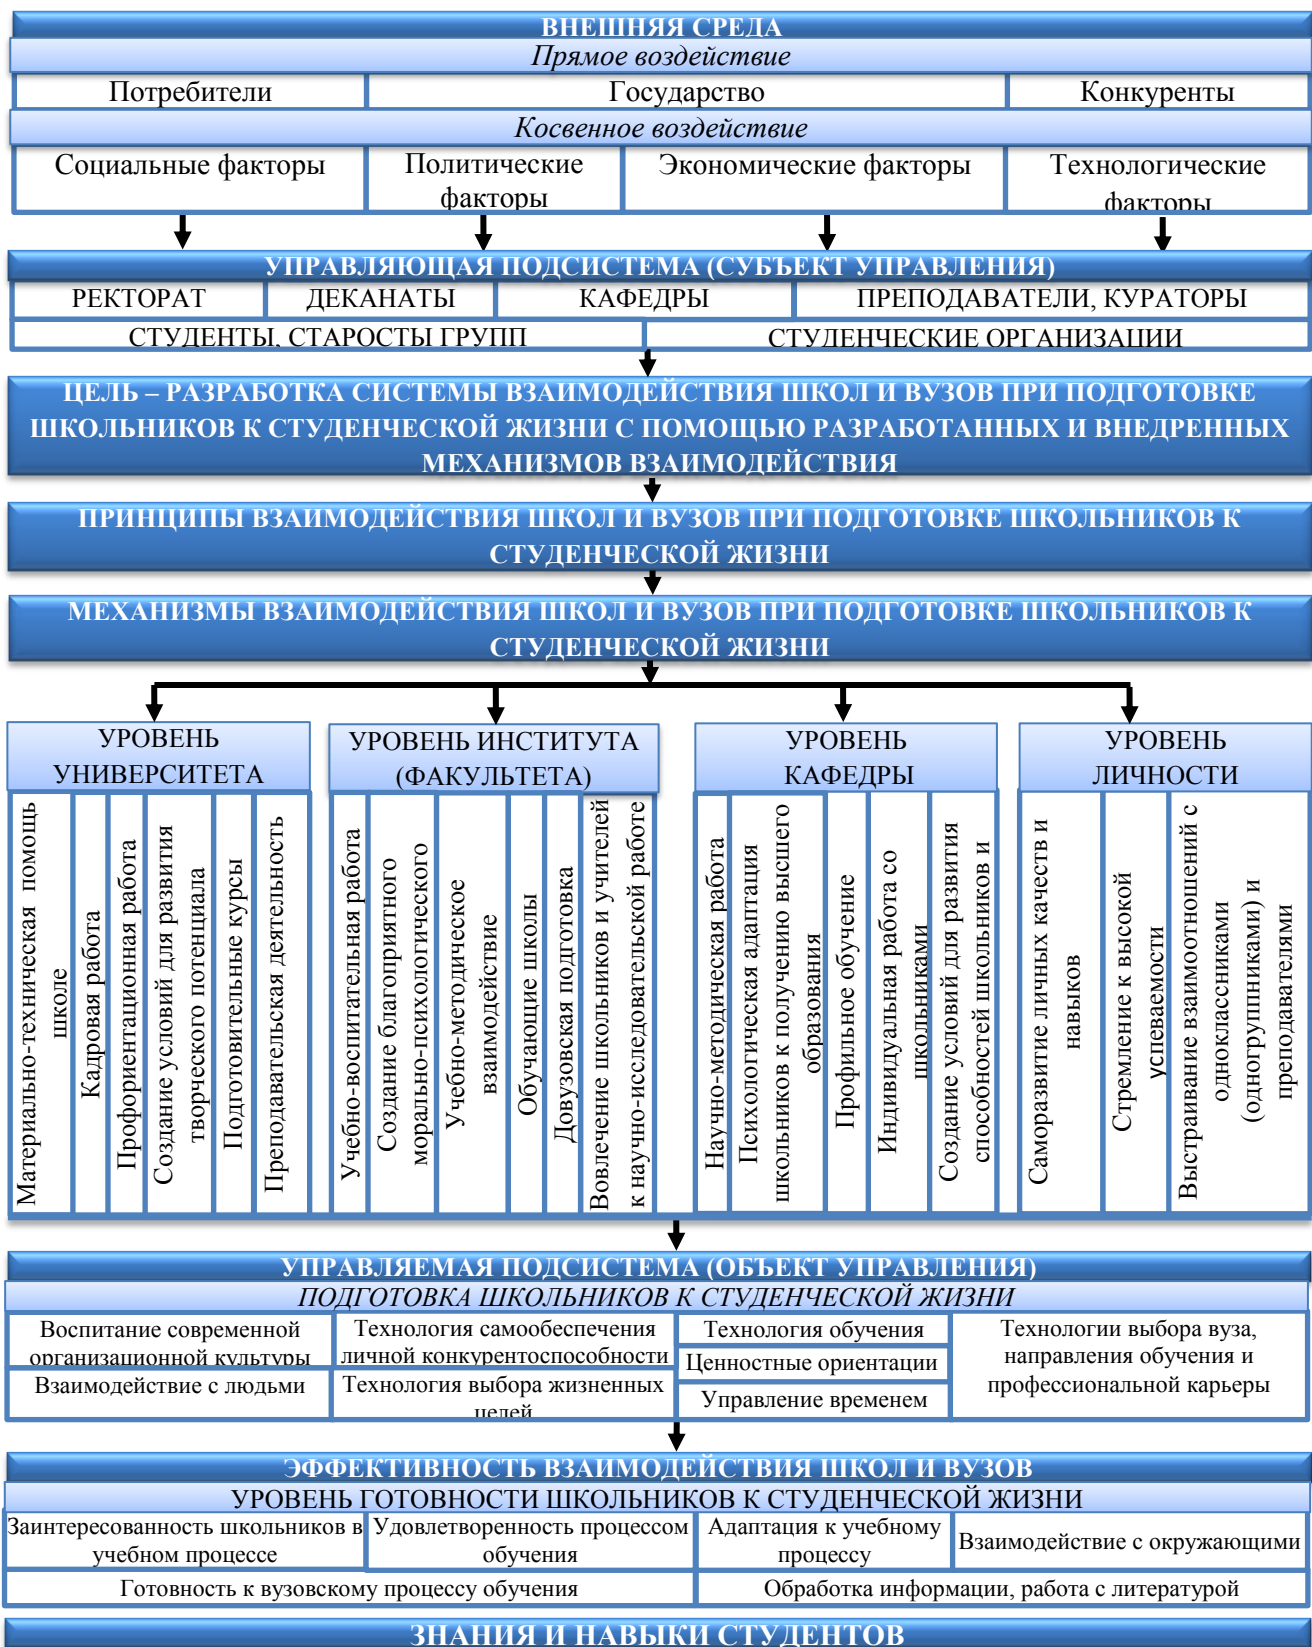 ВНЕШНЯЯ СРЕДА
Прямое воздействие
Потребители
Государство
Конкуренты
Косвенное воздействие
Социальные факторы
Политические
факторы
Экономические факторы
Технологические
факторы
УПРАВЛЯЮЩАЯ ПОДСИСТЕМА (СУБЪЕКТ УПРАВЛЕНИЯ)
РЕКТОРАТ
ДЕКАНАТЫ
КАФЕДРЫ
ПРЕПОДАВАТЕЛИ, КУРАТОРЫ
СТУДЕНТЫ, СТАРОСТЫ ГРУПП
СТУДЕНЧЕСКИЕ ОРГАНИЗАЦИИ
ЦЕЛЬ – РАЗРАБОТКА СИСТЕМЫ ВЗАИМОДЕЙСТВИЯ ШКОЛ И ВУЗОВ ПРИ ПОДГОТОВКЕ
ШКОЛЬНИКОВ К СТУДЕНЧЕСКОЙ ЖИЗНИ С ПОМОЩЬЮ РАЗРАБОТАННЫХ И ВНЕДРЕННЫХ
МЕХАНИЗМОВ ВЗАИМОДЕЙСТВИЯ
ПРИНЦИПЫ ВЗАИМОДЕЙСТВИЯ ШКОЛ И ВУЗОВ ПРИ ПОДГОТОВКЕ ШКОЛЬНИКОВ К
СТУДЕНЧЕСКОЙ ЖИЗНИ
МЕХАНИЗМЫ ВЗАИМОДЕЙСТВИЯ ШКОЛ И ВУЗОВ ПРИ ПОДГОТОВКЕ ШКОЛЬНИКОВ К
СТУДЕНЧЕСКОЙ ЖИЗНИ
УРОВЕНЬ
УНИВЕРСИТЕТА
Материально-техническая помощь
школе
Кадровая работа
Профориентационная работа
Создание условий для развития
творческого потенциала
Подготовительные курсы
Преподавательская деятельность
УРОВЕНЬ ИНСТИТУТА
(ФАКУЛЬТЕТА)
Учебно-воспитательная работа
Создание благоприятного
морально-психологического
Учебно-методическое
взаимодействие
Обучающие школы
Довузовская подготовка
Вовлечение школьников и учителей
к научно-исследовательской работе
УРОВЕНЬ
КАФЕДРЫ
Научно-методическая работа
Психологическая адаптация
школьников к получению высшего
образования
Профильное обучение
Индивидуальная работа со
школьниками
Создание условий для развития
способностей школьников и
УРОВЕНЬ
ЛИЧНОСТИ
Саморазвитие личных качеств и
навыков
Стремление к высокой
успеваемости
Выстраивание взаимоотношений с
одноклассниками
(одногруппниками) и
преподавателями
УПРАВЛЯЕМАЯ ПОДСИСТЕМА (ОБЪЕКТ УПРАВЛЕНИЯ)
ПОДГОТОВКА ШКОЛЬНИКОВ К СТУДЕНЧЕСКОЙ ЖИЗНИ
Воспитание современной
организационной культуры
Взаимодействие с людьми
Технология самообеспечения
личной конкурентоспособности
Технология выбора жизненных
целей
Технология обучения
Ценностные ориентации
Управление временем
Технологии выбора вуза,
направления обучения и
профессиональной карьеры
ЭФФЕКТИВНОСТЬ ВЗАИМОДЕЙСТВИЯ ШКОЛ И ВУЗОВ
УРОВЕНЬ ГОТОВНОСТИ ШКОЛЬНИКОВ К СТУДЕНЧЕСКОЙ ЖИЗНИ
Заинтересованность школьников в
учебном процессе
Удовлетворенность процессом
обучения
Адаптация к учебному
процессу
Взаимодействие с окружающими
Готовность к вузовскому процессу обучения
Обработка информации, работа с литературой
ЗНАНИЯ И НАВЫКИ СТУДЕНТОВ